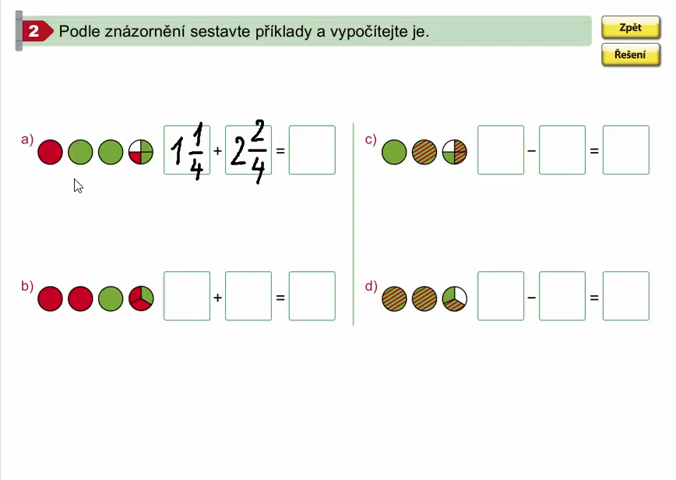 2 Podle znázornění sestavte příklady a vypočítejte je.
Zpět
Řešení
a) 1 1/4 + 2 2/4 =
c) – =
b) + =
d) – =